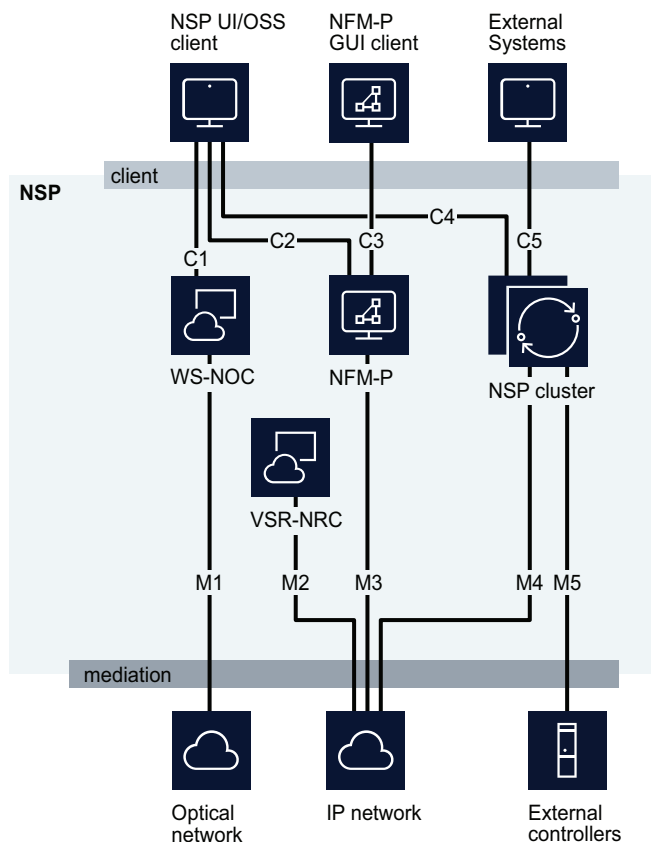 NSP UI/OSS
client
NFM-P
GUI client
External
Systems
client
NSP
C4
C2
C3
C5
C1
WS-NOC
NFM-P
NSP cluster
VSR-NRC
M1
M2
M3
M4
M5
mediation
Optical
network
IP network
External
controllers